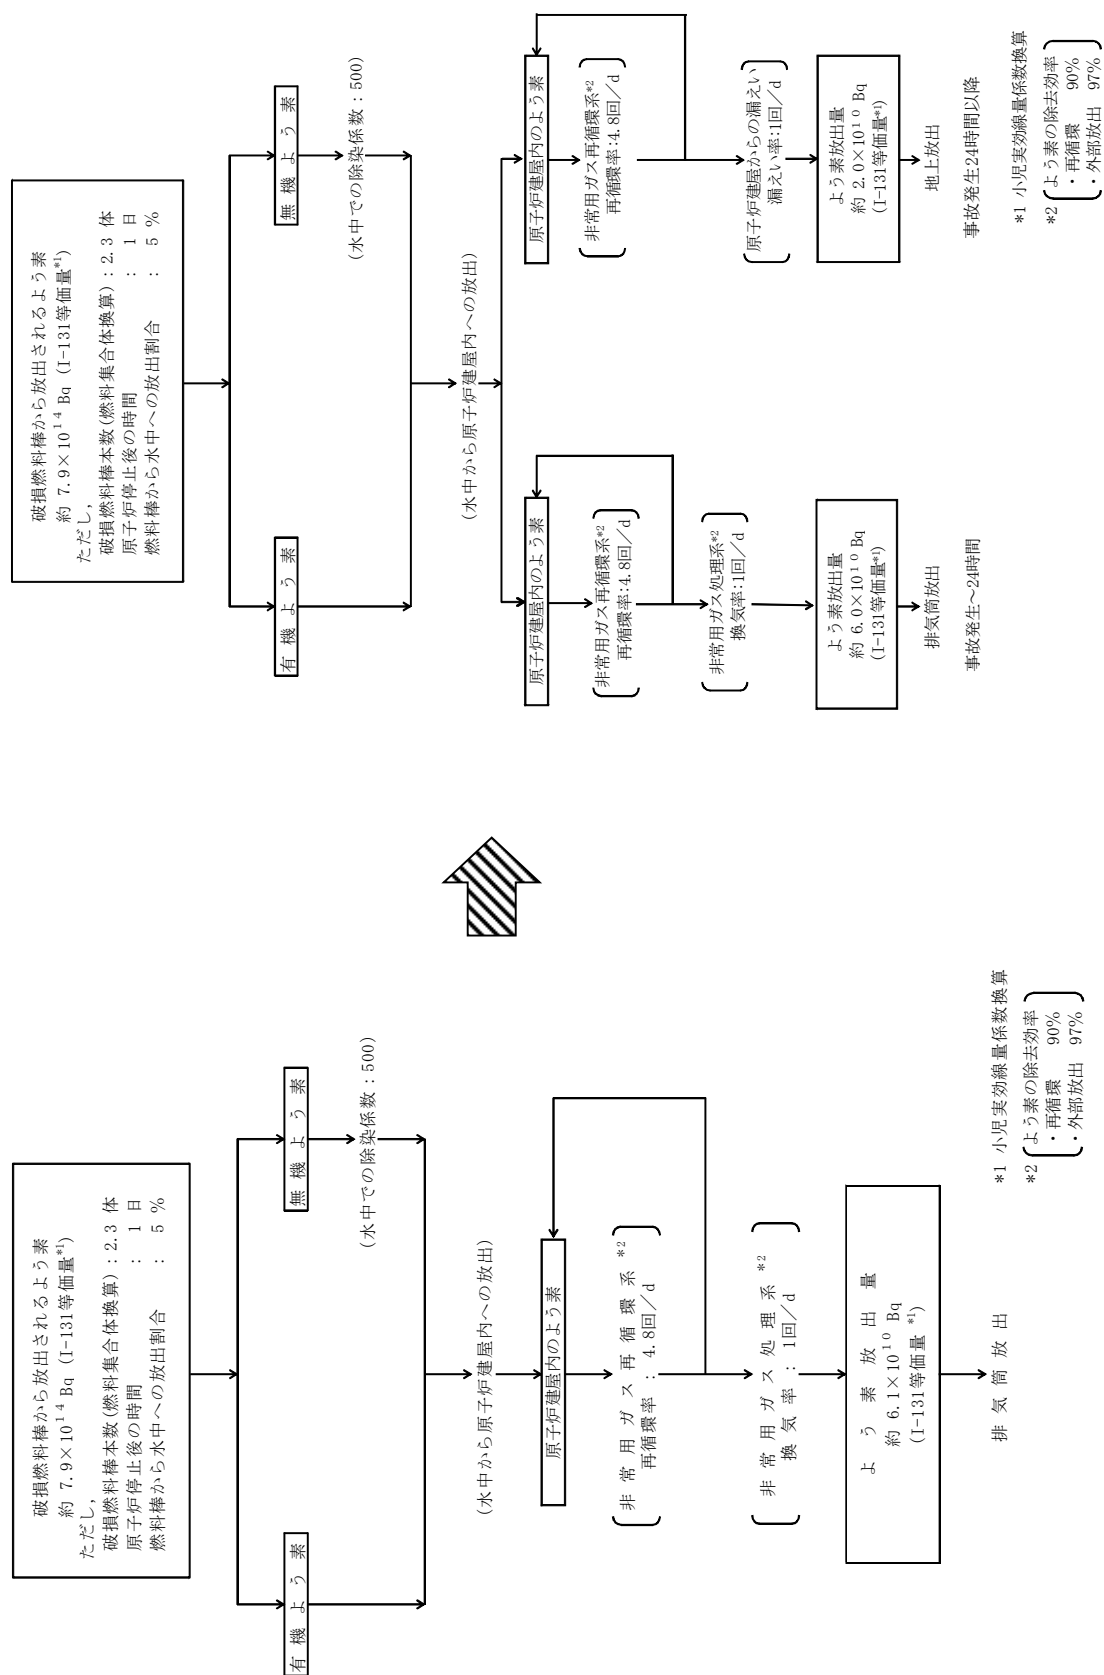 破損燃料棒から放出されるよう素
約 7.9×10¹⁴ Bq (I-131等価量*1)
ただし，
破損燃料棒本数(燃料集合体換算)：2.3 体
原子炉停止後の時間 ： 1 日
燃料棒から水中への放出割合 ： 5 %
有 機 よ う 素
無 機 よ う 素
(水中での除染係数：500)
(水中から原子炉建屋内への放出)
原子炉建屋内のよう素
非 常 用 ガ ス 再 循 環 系 *2
再循環率 ： 4.8回／d
非 常 用 ガ ス 処 理 系 *2
換 気 率 ： 1回／d
よ う 素 放 出 量
約 6.1×10¹⁰ Bq
(I-131等価量 *1)
排 気 筒 放 出
*1 小児実効線量係数換算
*2 よう素の除去効率
・再循環 90%
・外部放出 97%
破損燃料棒から放出されるよう素
約 7.9×10¹⁴ Bq (I-131等価量*1)
ただし，
破損燃料棒本数(燃料集合体換算)：2.3 体
原子炉停止後の時間 ： 1 日
燃料棒から水中への放出割合 ： 5 %
有 機 よ う 素
無 機 よ う 素
(水中での除染係数：500)
(水中から原子炉建屋内への放出)
原子炉建屋内のよう素
非常用ガス再循環系*2
再循環率:4.8回／d
非常用ガス処理系*2
換気率:1回／d
よう素放出量
約 6.0×10¹⁰ Bq
(I-131等価量*1)
排気筒放出
事故発生～24時間
原子炉建屋内のよう素
非常用ガス再循環系*2
再循環率:4.8回／d
原子炉建屋からの漏えい
漏えい率:1回／d
よう素放出量
約 2.0×10¹⁰ Bq
(I-131等価量*1)
地上放出
事故発生24時間以降
*1 小児実効線量係数換算
*2 よう素の除去効率
・再循環 90%
・外部放出 97%